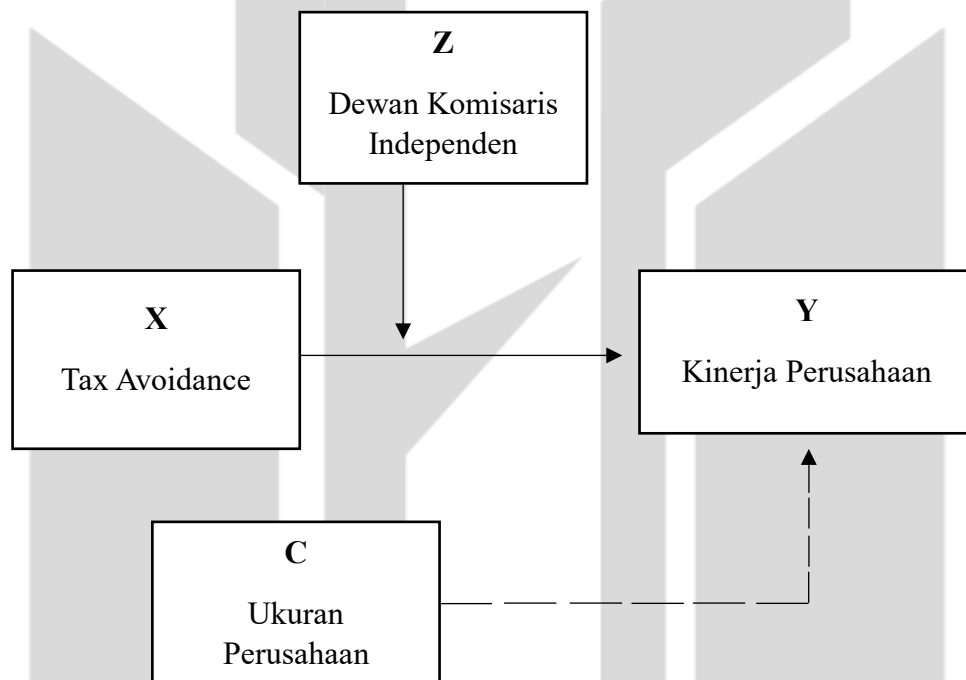 Z
Dewan Komisaris
Independen
X
Tax Avoidance
Y
Kinerja Perusahaan
C
Ukuran
Perusahaan